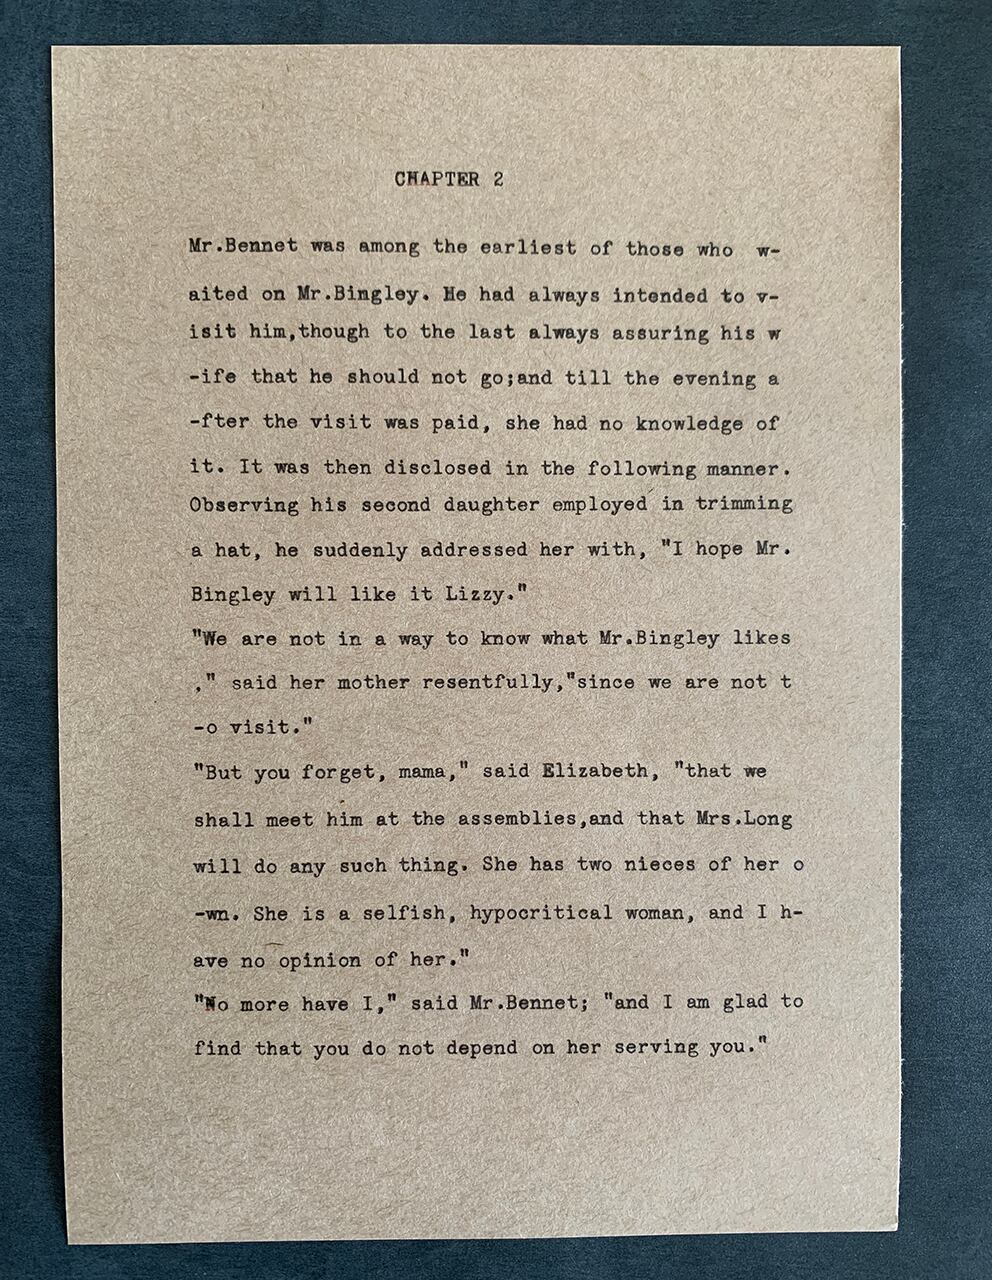 CHAPTER 2
Mr.Bennet was among the earliest of those who  w-
aited on Mr.Bingley. He had always intended to v-
isit him,though to the last always assuring his w
-ife that he should not go;and till the evening a
-fter the visit was paid, she had no knowledge of
it. It was then disclosed in the following manner.
Observing his second daughter employed in trimming
a hat, he suddenly addressed her with, "I hope Mr.
Bingley will like it Lizzy."
"We are not in a way to know what Mr.Bingley likes
," said her mother resentfully,"since we are not t
-o visit."
"But you forget, mama," said Elizabeth, "that we
shall meet him at the assemblies,and that Mrs.Long
will do any such thing. She has two nieces of her o
-wn. She is a selfish, hypocritical woman, and I h-
ave no opinion of her."
"No more have I," said Mr.Bennet; "and I am glad to
find that you do not depend on her serving you."